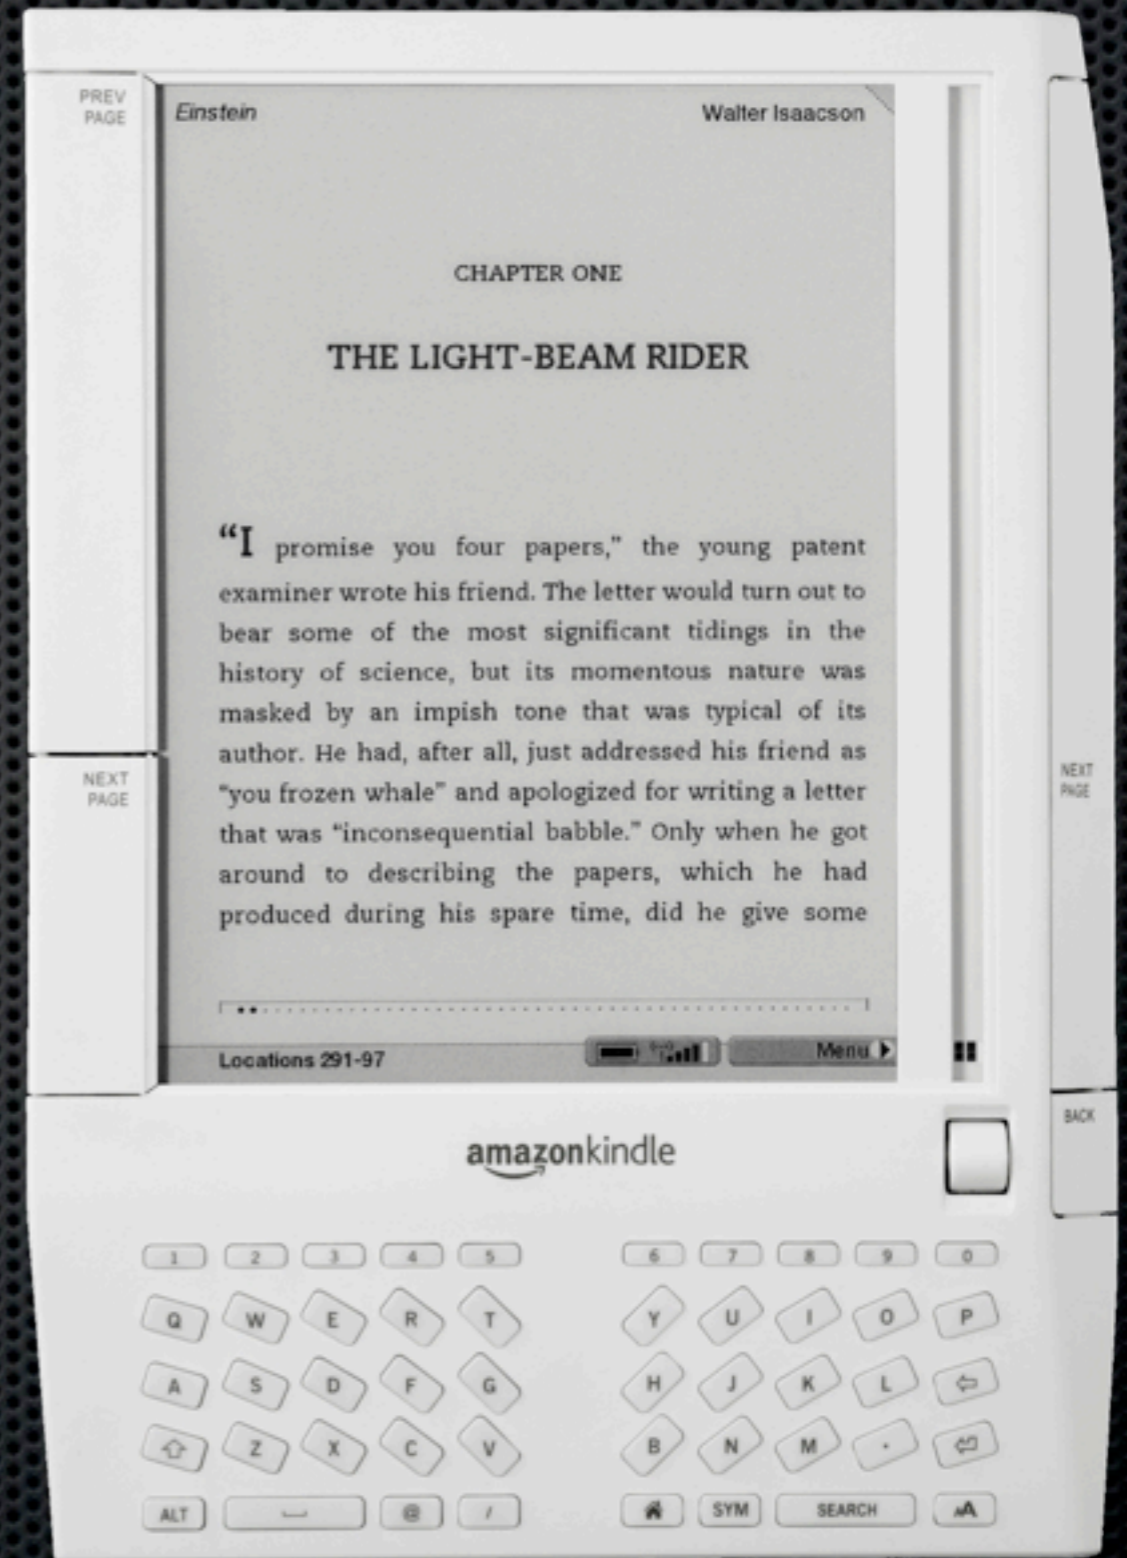 PREV
PAGE
Einstein
Walter Isaacson
CHAPTER ONE
THE LIGHT-BEAM RIDER
“I promise you four papers,” the young patent
examiner wrote his friend. The letter would turn out to
bear some of the most significant tidings in the
history of science, but its momentous nature was
masked by an impish tone that was typical of its
author. He had, after all, just addressed his friend as
“you frozen whale” and apologized for writing a letter
that was “inconsequential babble.” Only when he got
around to describing the papers, which he had
produced during his spare time, did he give some
NEXT
PAGE
NEXT
PAGE
Locations 291-97
Menu
BACK
amazonkindle
1 2 3 4 5 6 7 8 9 0
Q W E R T Y U I O P
A S D F G H J K L
Z X C V B N M .
ALT @ / SYM SEARCH AA